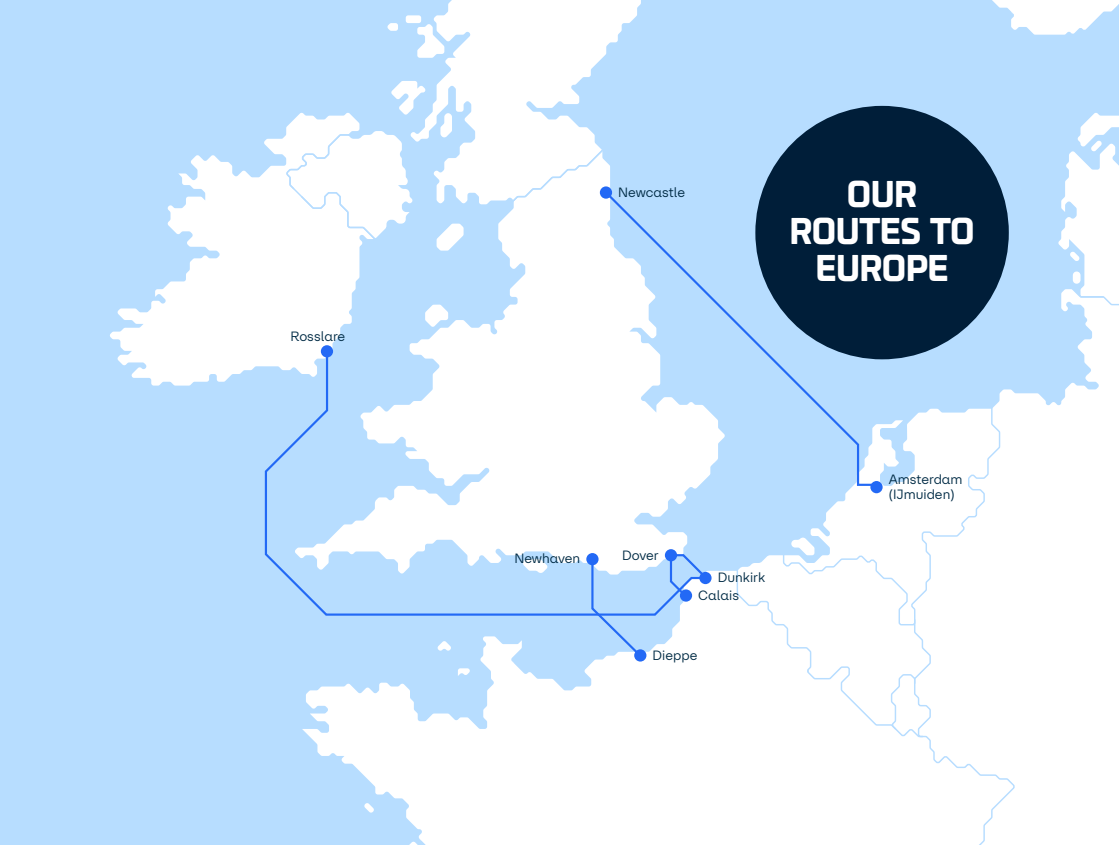 OUR
ROUTES TO
EUROPE
Newcastle
Rosslare
Amsterdam
(IJmuiden)
Newhaven
Dover
Dunkirk
Calais
Dieppe